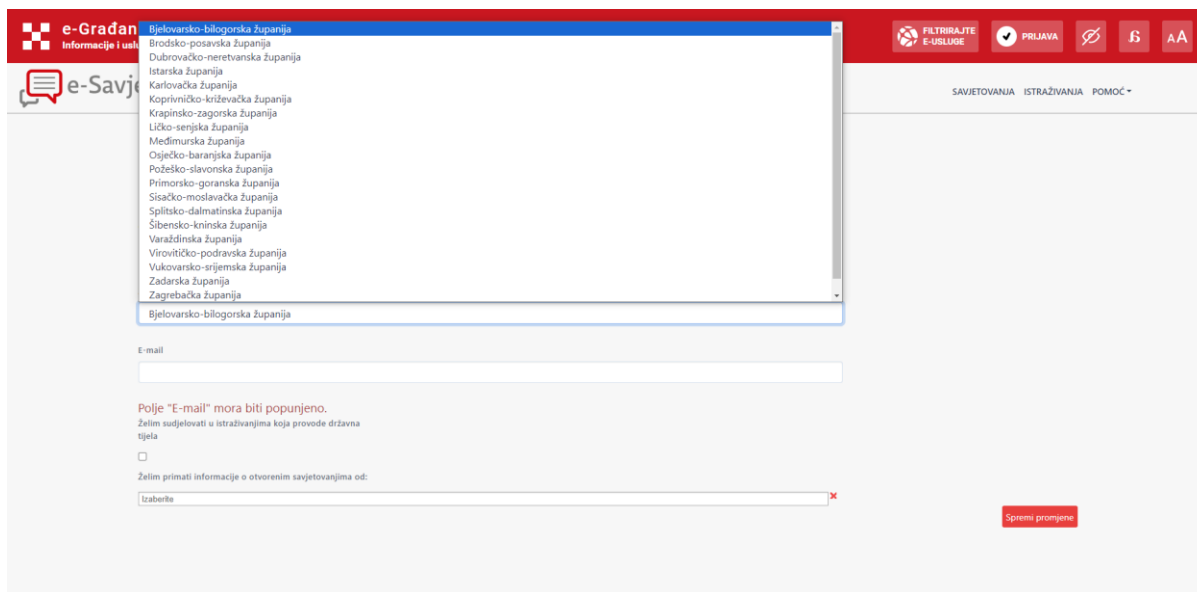 e-Građan
Informacije i uslu
FILTRIRAJTE
E-USLUGE
PRIJAVA
AA
e-Savje
SAVJETOVANJA ISTRAŽIVANJA POMOĆ
Bjelovarsko-bilogorska županija
Brodsko-posavska županija
Dubrovačko-neretvanska županija
Istarska županija
Karlovačka županija
Koprivničko-križevačka županija
Krapinsko-zagorska županija
Ličko-senjska županija
Međimurska županija
Osječko-baranjska županija
Požeško-slavonska županija
Primorsko-goranska županija
Sisačko-moslavačka županija
Splitsko-dalmatinska županija
Šibensko-kninska županija
Varaždinska županija
Virovitičko-podravska županija
Vukovarsko-srijemska županija
Zadarska županija
Zagrebačka županija
Bjelovarsko-bilogorska županija
E-mail
Polje "E-mail" mora biti popunjeno.
Želim sudjelovati u istraživanjima koja provode državna
tijela
Želim primati informacije o otvorenim savjetovanjima od:
Izaberite
Spremi promjene